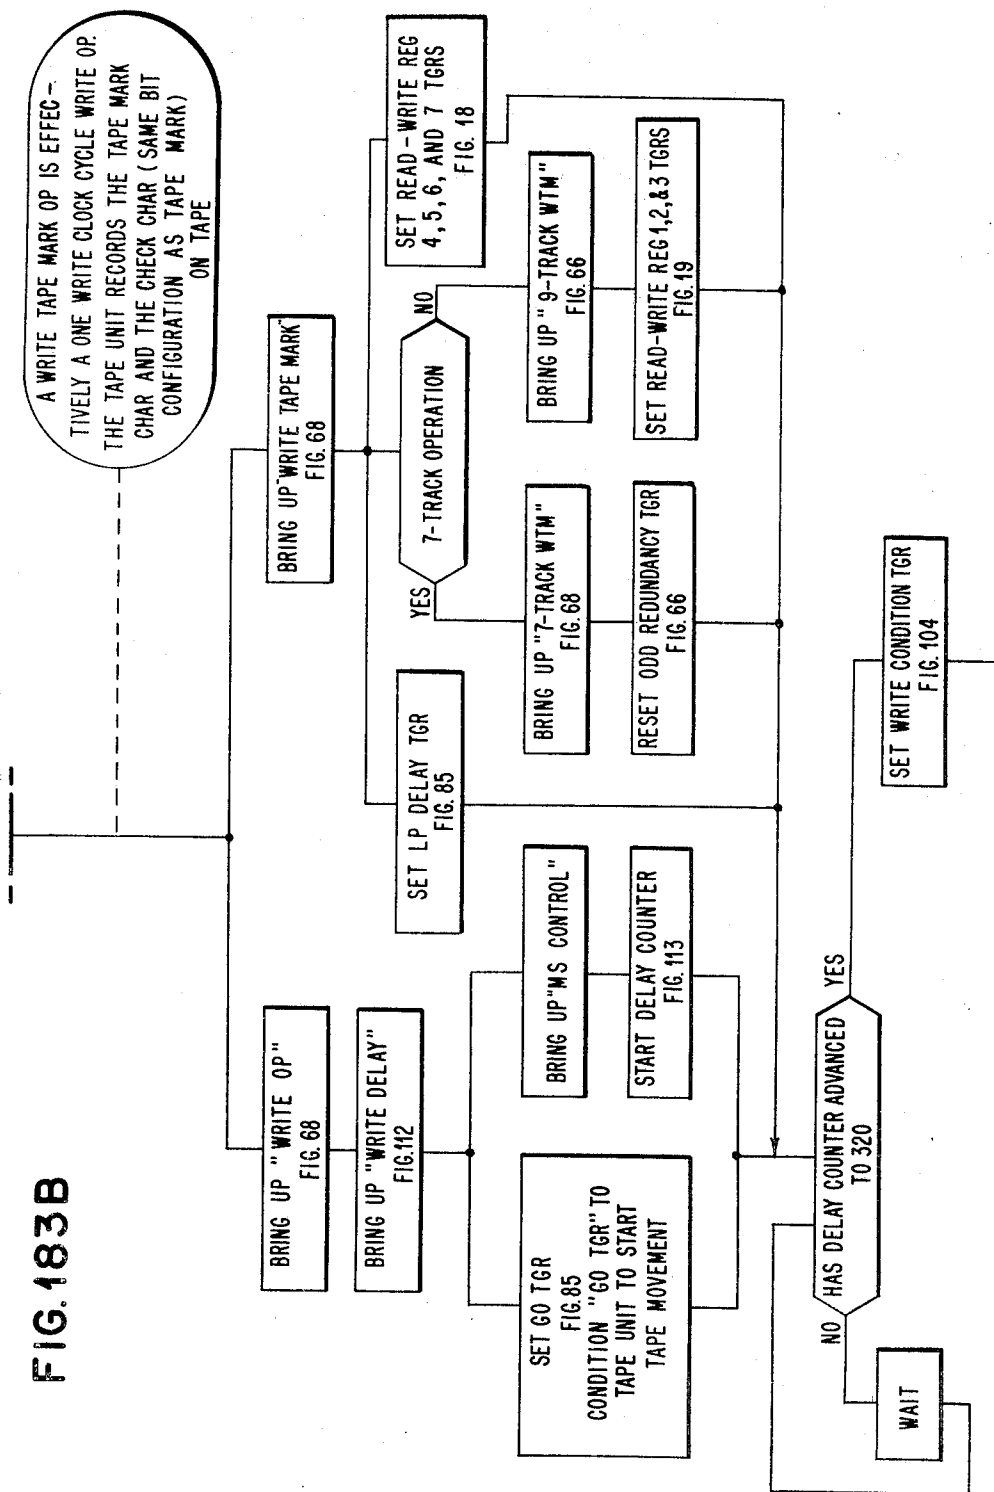 FIG. 183B
A WRITE TAPE MARK OP IS EFFEC-
TIVELY A ONE WRITE CLOCK CYCLE WRITE OP.
THE TAPE UNIT RECORDS THE TAPE MARK
CHAR AND THE CHECK CHAR (SAME BIT
CONFIGURATION AS TAPE MARK)
ON TAPE
BRING UP "WRITE OP"
FIG. 68
BRING UP "WRITE TAPE MARK"
FIG. 68
BRING UP "WRITE DELAY"
FIG. 112
SET LP DELAY TGR
FIG. 85
7-TRACK OPERATION
YES
NO
SET READ-WRITE REG
4, 5, 6, AND 7 TGRS
FIG. 18
SET GO TGR
FIG. 85
CONDITION "GO TGR" TO
TAPE UNIT TO START
TAPE MOVEMENT
BRING UP "MS CONTROL"
START DELAY COUNTER
FIG. 113
BRING UP "7-TRACK WTM"
FIG. 68
RESET ODD REDUNDANCY TGR
FIG. 66
BRING UP "9-TRACK WTM"
FIG. 66
SET READ-WRITE REG 1, 2, & 3 TGRS
FIG. 19
HAS DELAY COUNTER ADVANCED
TO 320
NO
YES
WAIT
SET WRITE CONDITION TGR
FIG. 104